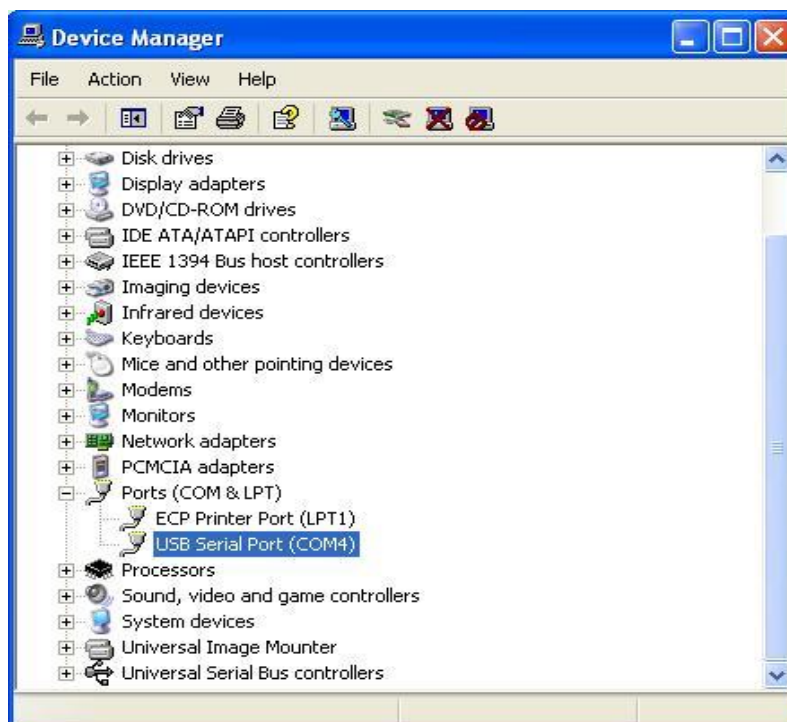 Device Manager
File Action View Help
Disk drives
Display adapters
DVD/CD-ROM drives
IDE ATA/ATAPI controllers
IEEE 1394 Bus host controllers
Imaging devices
Infrared devices
Keyboards
Mice and other pointing devices
Modems
Monitors
Network adapters
PCMCIA adapters
Ports (COM & LPT)
ECP Printer Port (LPT1)
USB Serial Port (COM4)
Processors
Sound, video and game controllers
System devices
Universal Image Mounter
Universal Serial Bus controllers